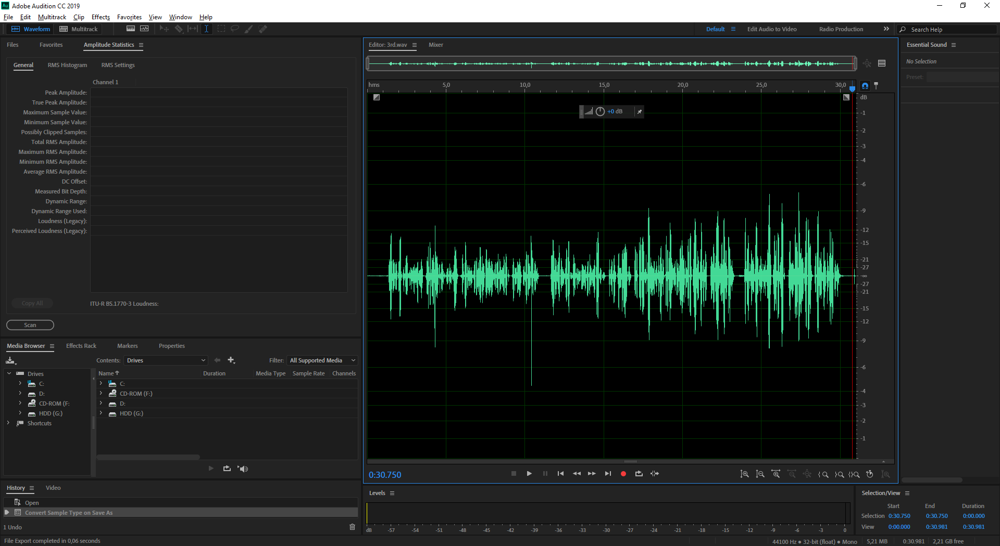 Au Adobe Audition CC 2019
File Edit Multitrack Clip Effects Favorites View Window Help
Waveform Multitrack Default Edit Audio to Video Radio Production Search Help
Files Favorites Amplitude Statistics
General RMS Histogram RMS Settings
Channel 1
Peak Amplitude:
True Peak Amplitude:
Maximum Sample Value:
Minimum Sample Value:
Possibly Clipped Samples:
Total RMS Amplitude:
Maximum RMS Amplitude:
Minimum RMS Amplitude:
Average RMS Amplitude:
DC Offset:
Measured Bit Depth:
Dynamic Range:
Dynamic Range Used:
Loudness (Legacy):
Perceived Loudness (Legacy):
Copy All ITU-R BS.1770-3 Loudness:
Scan
Media Browser Effects Rack Markers Properties
Contents: Drives Filter: All Supported Media
Drives
C:
D:
CD-ROM (F:
HDD (G:)
Shortcuts
Name Duration Media Type Sample Rate Channels
C:
CD-ROM (F:)
D:
HDD (G:)
History Video
Open
Convert Sample Type on Save As
1 Undo
File Export completed in 0,06 seconds
Editor: 3rd.wav Mixer
hms 5,0 10,0 15,0 20,0 25,0 30,0
+0 dB
dB
-1
-2
-3
-4
-6
-9
-12
-15
-21
-27
-∞
-27
-21
-15
-12
-9
-6
-4
-3
-2
-1
0:30.750
Levels
dB -57 -54 -51 -48 -45 -42 -39 -36 -33 -30 -27 -24 -21 -18 -15 -12 -9 -6 -3 0
Essential Sound
No Selection
Preset:
Selection/View
Start End Duration
Selection 0:30.750 0:30.750 0:00.000
View 0:00.000 0:30.981 0:30.981
44100 Hz ● 32-bit (float) ● Mono 5,21 MB 0:30.981 2,21 GB free